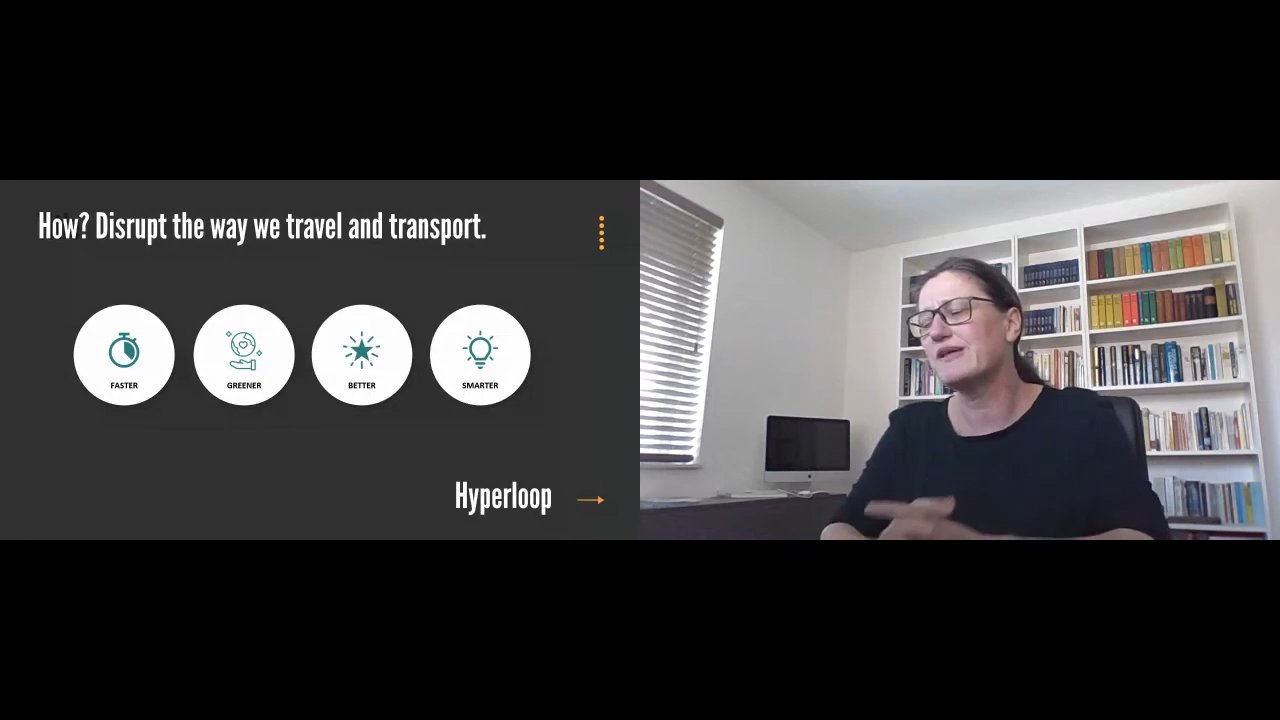 How? Disrupt the way we travel and transport.
FASTER
GREENER
BETTER
SMARTER
Hyperloop